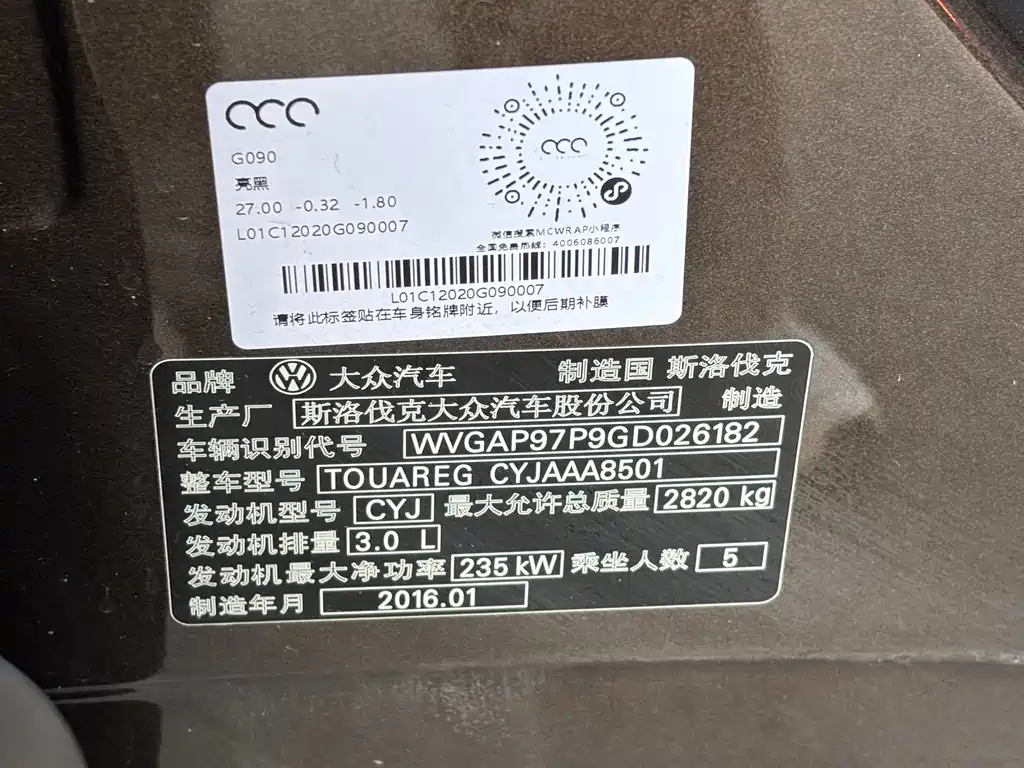 G090
亮黑
27.00 -0.32 -1.80
L01C12020G090007
微信搜索MCWRAP小程序
全国免费热线：4006086007
L01C12020G090007
请将此标签贴在车身铭牌附近，以便后期补膜
品牌 大众汽车 制造国 斯洛伐克
生产厂 斯洛伐克大众汽车股份公司 制造
车辆识别代号 WVGAP97P9GD026182
整车型号 TOUAREG CYJAAA8501
发动机型号 CYJ 最大允许总质量 2820 kg
发动机排量 3.0 L
发动机最大净功率 235 kW 乘坐人数 5
制造年月 2016.01